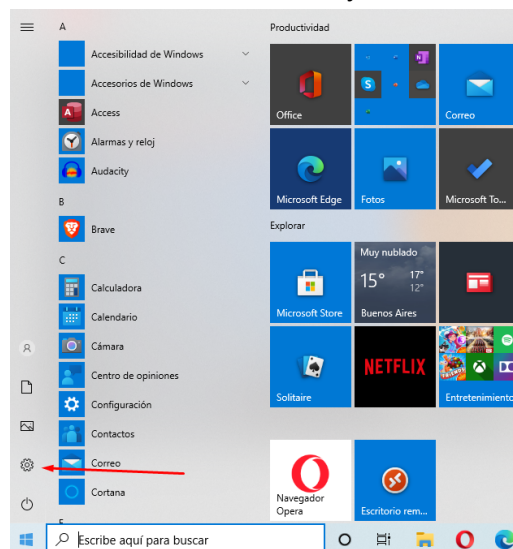 A
Accesibilidad de Windows
Accesorios de Windows
Access
Alarmas y reloj
Audacity
B
Brave
C
Calculadora
Calendario
Cámara
Centro de opiniones
Configuración
Contactos
Correo
Cortana
Productividad
Office
Correo
Microsoft Edge
Fotos
Microsoft To...
Explorar
Microsoft Store
Muy nublado
15° 17°
12°
Buenos Aires
Solitaire
NETFLIX
Entretenimiento
Navegador
Opera
Escritorio rem...
Escribe aquí para buscar